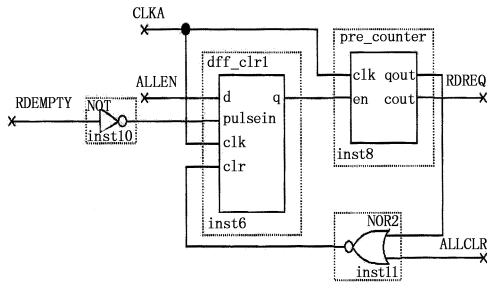 CLKA
pre_counter
dff_clr1
clk qout
RDREQ
ALLEN
d q
en cout
RDEMPTY
NOT
pulsein
inst10
clk
inst8
clr
NOR2
inst6
ALLCLR
inst11